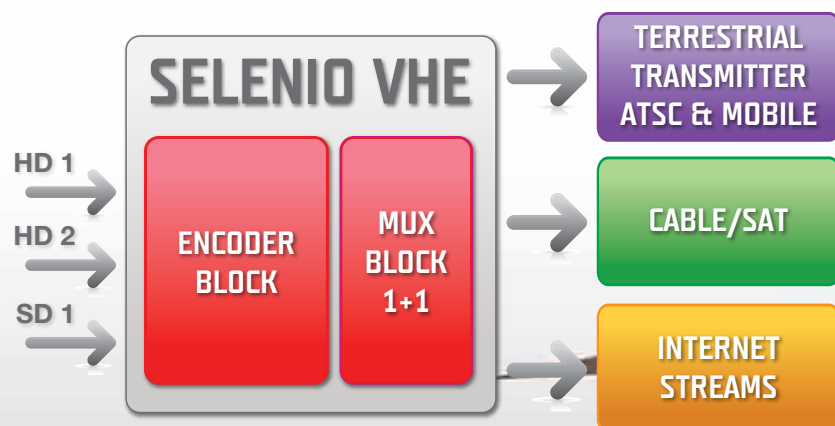 SELENIO VHE
HD 1
HD 2
SD 1
ENCODER
BLOCK
MUX
BLOCK
1+1
TERRESTRIAL
TRANSMITTER
ATSC & MOBILE
CABLE/SAT
INTERNET
STREAMS